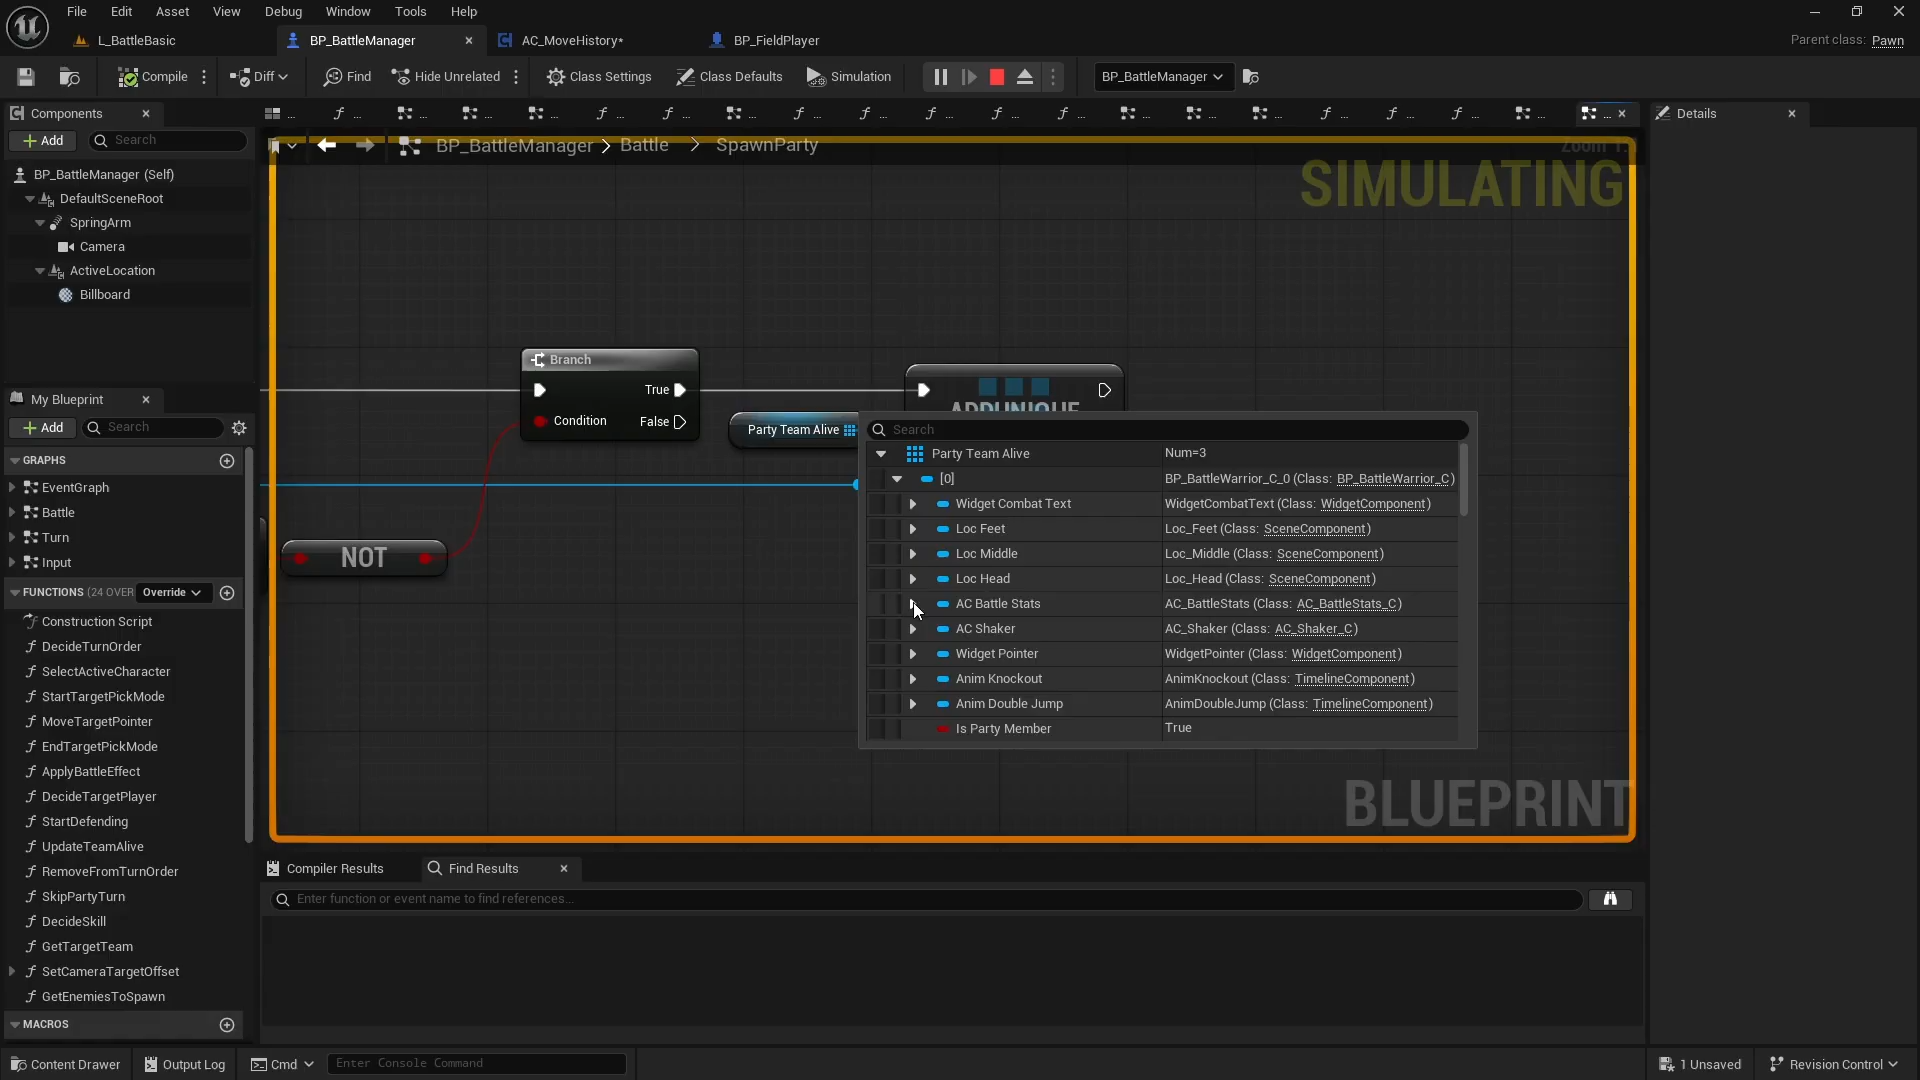 File Edit Asset View Debug Window Tools Help
L_BattleBasic
BP_BattleManager
AC_MoveHistory*
BP_FieldPlayer
Parent class: Pawn
Compile
Diff
Find
Hide Unrelated
Class Settings
Class Defaults
Simulation
BP_BattleManager
Components
Add
Search
BP_BattleManager (Self)
DefaultSceneRoot
SpringArm
Camera
ActiveLocation
Billboard
My Blueprint
Add
Search
GRAPHS
EventGraph
Battle
Turn
Input
FUNCTIONS (24 OVER
Override
Construction Script
DecideTurnOrder
SelectActiveCharacter
StartTargetPickMode
MoveTargetPointer
EndTargetPickMode
ApplyBattleEffect
DecideTargetPlayer
StartDefending
UpdateTeamAlive
RemoveFromTurnOrder
SkipPartyTurn
DecideSkill
GetTargetTeam
SetCameraTargetOffset
GetEnemiesToSpawn
MACROS
BP_BattleManager > Battle > SpawnParty
SIMULATING
Branch
True
Condition
False
NOT
Party Team Alive
ADDUNIQUE
Search
Party Team Alive Num=3
[0] BP_BattleWarrior_C_0 (Class: BP_BattleWarrior_C)
Widget Combat Text WidgetCombatText (Class: WidgetComponent)
Loc Feet Loc_Feet (Class: SceneComponent)
Loc Middle Loc_Middle (Class: SceneComponent)
Loc Head Loc_Head (Class: SceneComponent)
AC Battle Stats AC_BattleStats (Class: AC_BattleStats_C)
AC Shaker AC_Shaker (Class: AC_Shaker_C)
Widget Pointer WidgetPointer (Class: WidgetComponent)
Anim Knockout AnimKnockout (Class: TimelineComponent)
Anim Double Jump AnimDoubleJump (Class: TimelineComponent)
Is Party Member True
BLUEPRINT
Details
Compiler Results
Find Results
Enter function or event name to find references...
Content Drawer
Output Log
Cmd
Enter Console Command
1 Unsaved
Revision Control